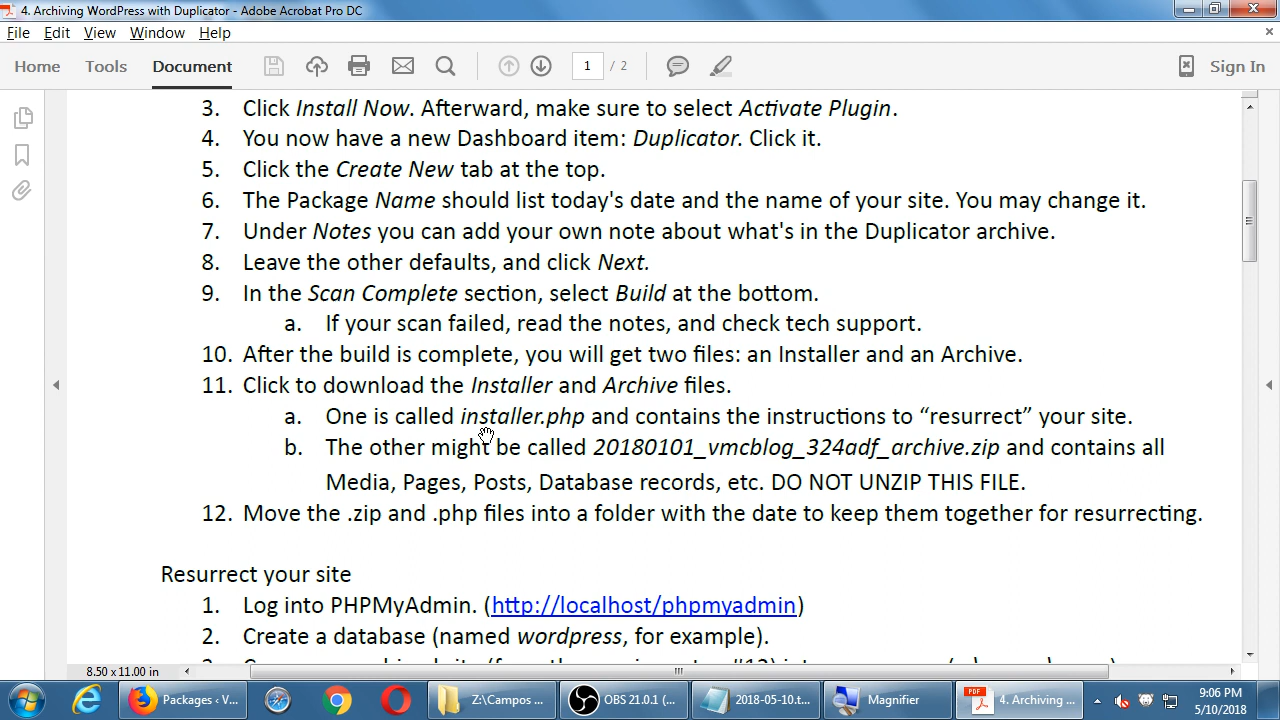 4. Archiving WordPress with Duplicator - Adobe Acrobat Pro DC
File Edit View Window Help
Home Tools Document 1 / 2 Sign In
3. Click Install Now. Afterward, make sure to select Activate Plugin.
4. You now have a new Dashboard item: Duplicator. Click it.
5. Click the Create New tab at the top.
6. The Package Name should list today's date and the name of your site. You may change it.
7. Under Notes you can add your own note about what's in the Duplicator archive.
8. Leave the other defaults, and click Next.
9. In the Scan Complete section, select Build at the bottom.
a. If your scan failed, read the notes, and check tech support.
10. After the build is complete, you will get two files: an Installer and an Archive.
11. Click to download the Installer and Archive files.
a. One is called installer.php and contains the instructions to “resurrect” your site.
b. The other might be called 20180101_vmcblog_324adf_archive.zip and contains all
Media, Pages, Posts, Database records, etc. DO NOT UNZIP THIS FILE.
12. Move the .zip and .php files into a folder with the date to keep them together for resurrecting.
Resurrect your site
1. Log into PHPMyAdmin. (http://localhost/phpmyadmin)
2. Create a database (named wordpress, for example).
8.50 x 11.00 in
Packages ‹ V... Z:\Campos ... OBS 21.0.1 (... 2018-05-10.t... Magnifier PDF 4. Archiving ... 9:06 PM
5/10/2018